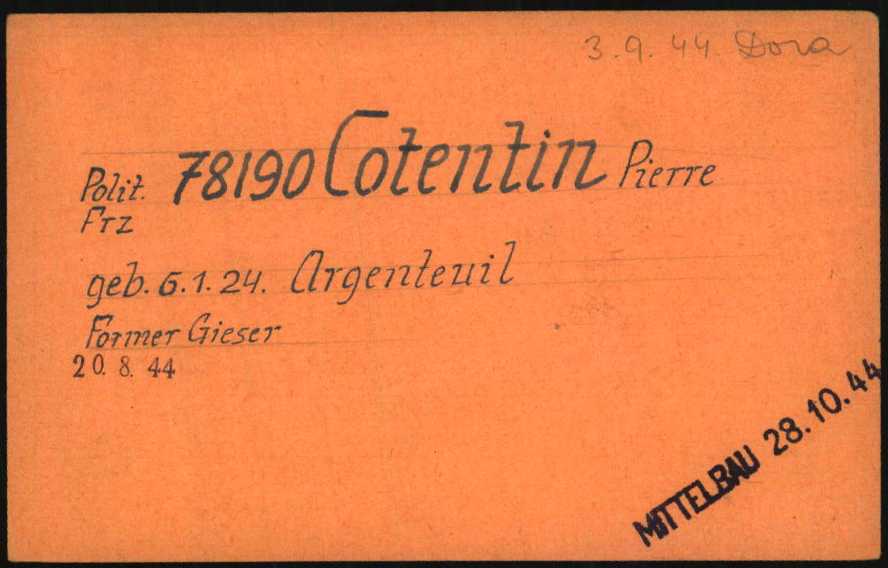 3.9.44 Dora
Polit. 78190 Cotentin Pierre
Frz
geb. 6.1.24. Argenteuil
Former Gieser
20. 8. 44
MITTELBAU 28.10.44